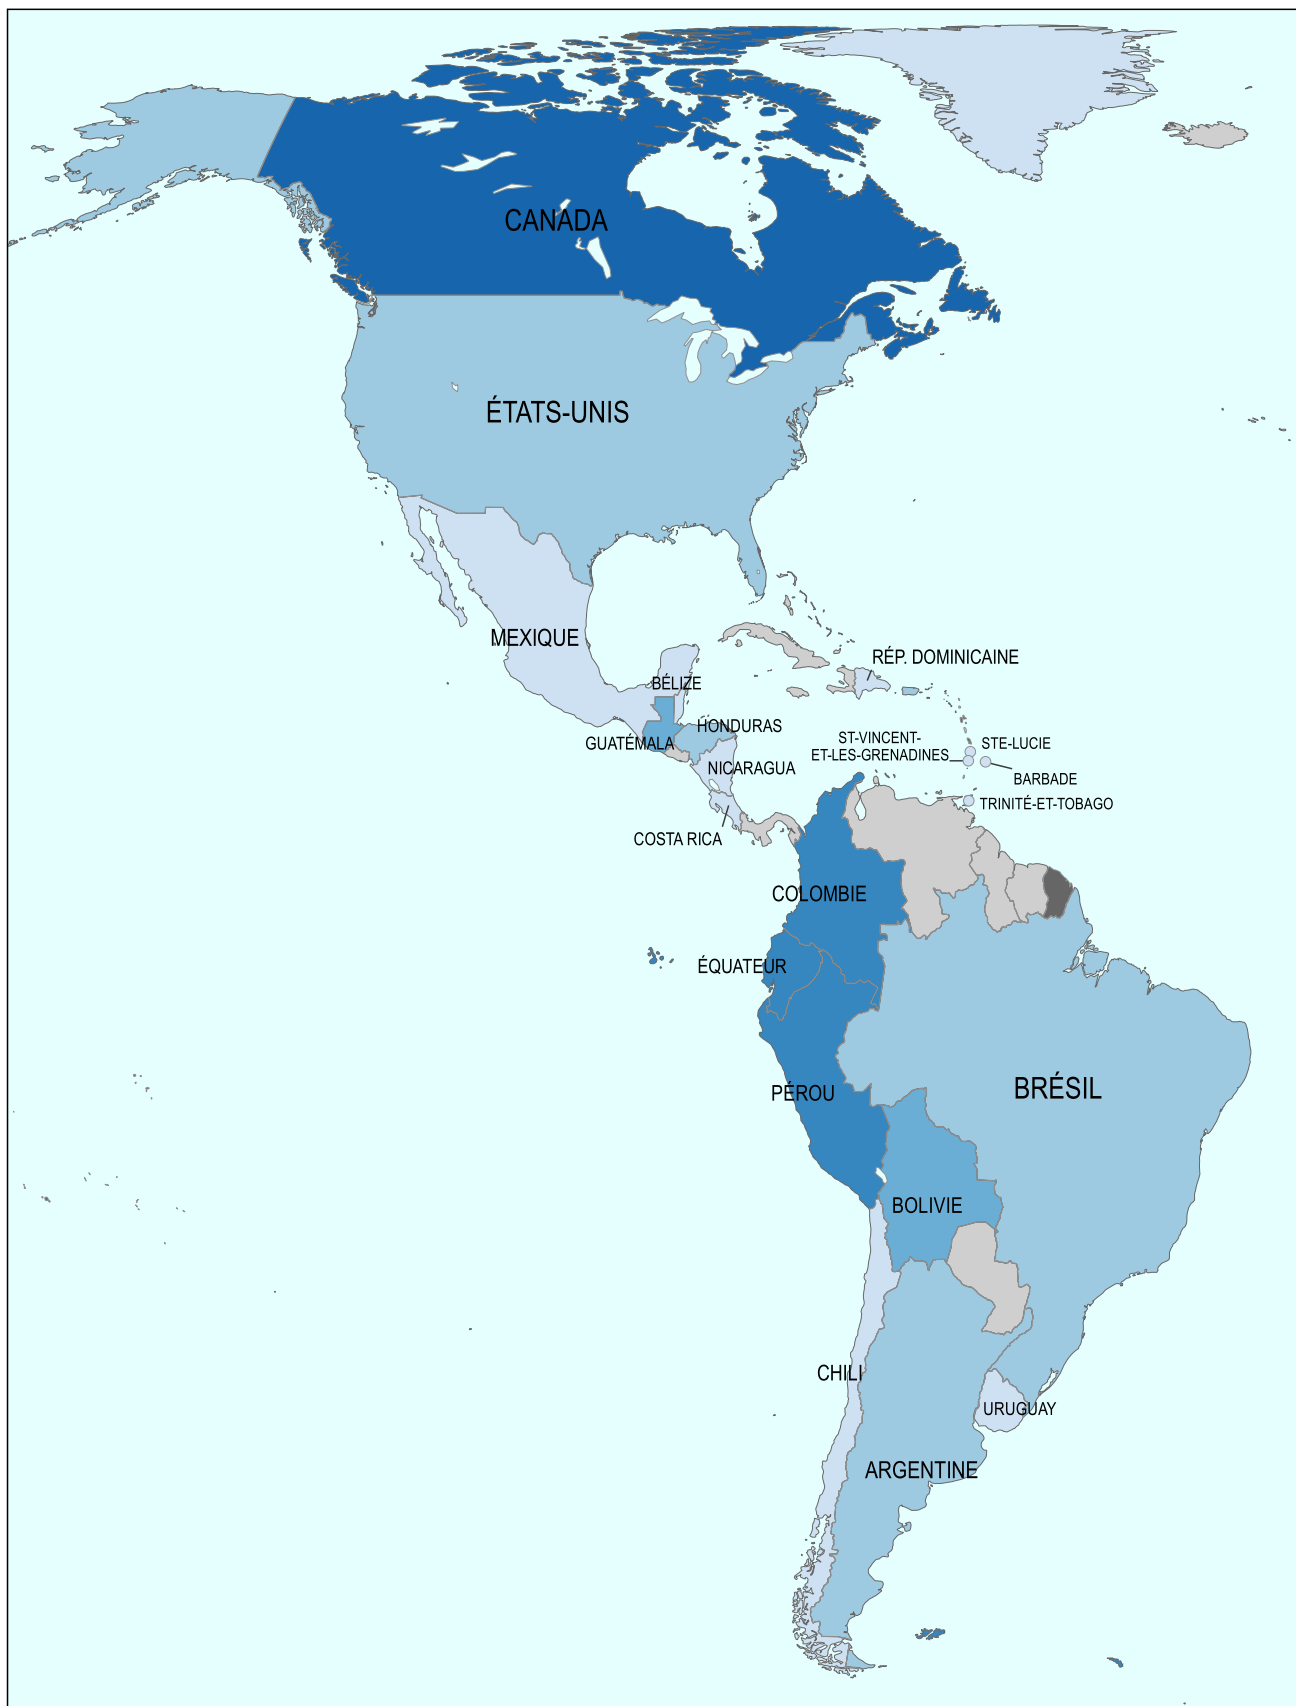 CANADA
ÉTATS-UNIS
MEXIQUE
RÉP. DOMINICAINE
BÉLIZE
HONDURAS
GUATÉMALA
ST-VINCENT-
ET-LES-GRENADINES
STE-LUCIE
NICARAGUA
BARBADE
TRINITÉ-ET-TOBAGO
COSTA RICA
COLOMBIE
ÉQUATEUR
PÉROU
BRÉSIL
BOLIVIE
CHILI
URUGUAY
ARGENTINE